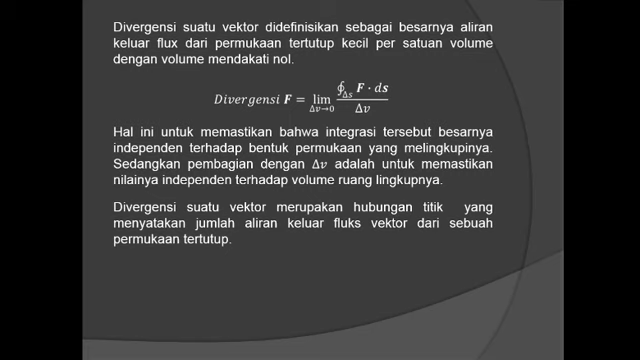 Divergensi suatu vektor didefinisikan sebagai besarnya aliran
keluar flux dari permukaan tertutup kecil per satuan volume
dengan volume mendakati nol.
Divergensi F = lim_{Δv→0} ∮_{Δs} F · ds / Δv
Hal ini untuk memastikan bahwa integrasi tersebut besarnya
independen terhadap bentuk permukaan yang melingkupinya.
Sedangkan pembagian dengan Δv adalah untuk memastikan
nilainya independen terhadap volume ruang lingkupnya.
Divergensi suatu vektor merupakan hubungan titik yang
menyatakan jumlah aliran keluar fluks vektor dari sebuah
permukaan tertutup.